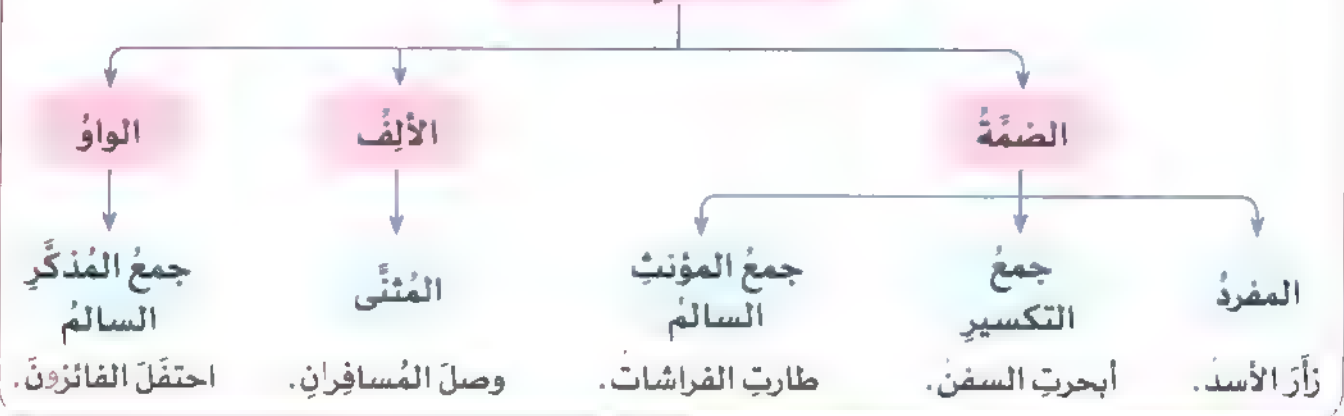 الضمَّةُ الألِفُ الواوُ
المفردُ جمعُ التكسيرِ جمعُ المؤنثِ السالمُ المُثنَّى جمعُ المُذكَّرِ السالمُ
زأَرَ الأسدُ. أبحرتِ السفنُ. طارتِ الفراشاتُ. وصلَ المُسافِرانِ. احتفَلَ الفائزونَ.